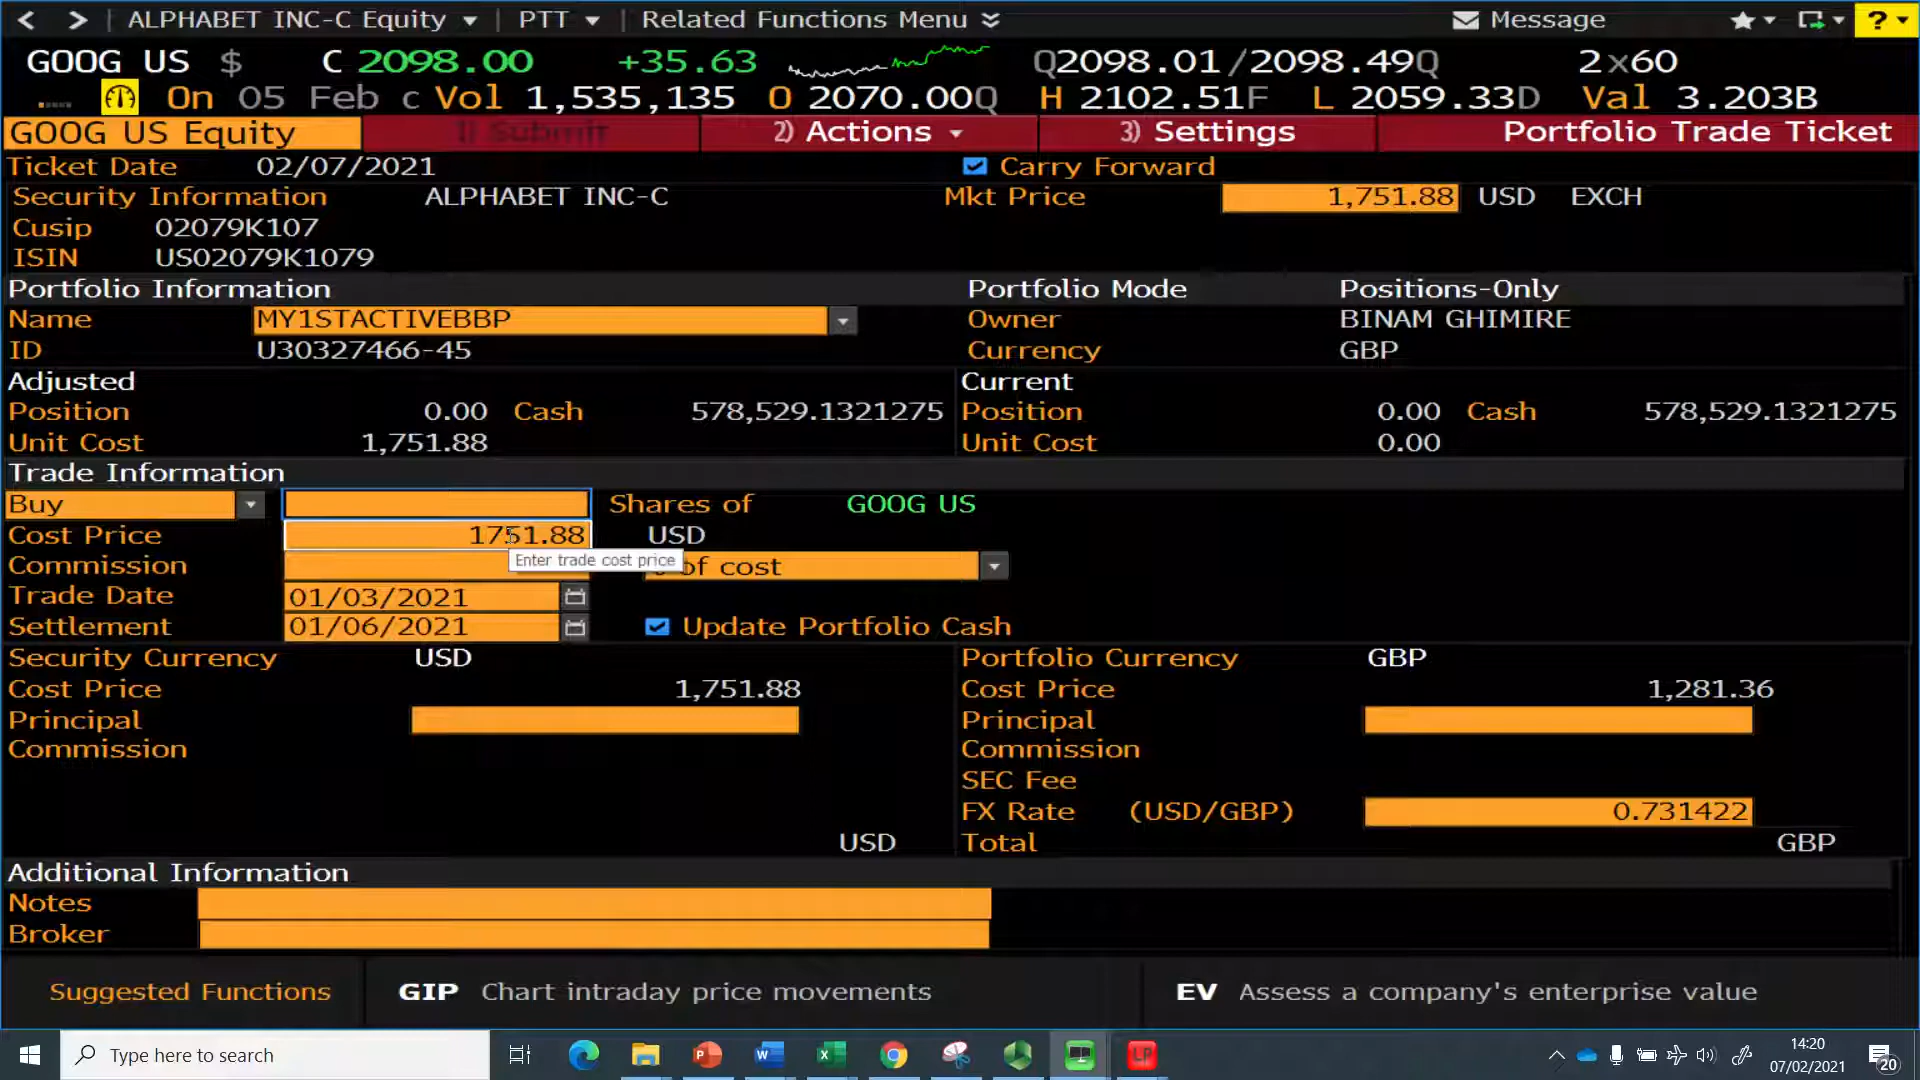 < > ALPHABET INC-C Equity PTT Related Functions Menu Message ?
GOOG US $ C 2098.00 +35.63 Q2098.01/2098.49Q 2x60
On 05 Feb c Vol 1,535,135 O 2070.00Q H 2102.51F L 2059.33D Val 3.203B
GOOG US Equity 1) Submit 2) Actions 3) Settings Portfolio Trade Ticket
Ticket Date 02/07/2021 Carry Forward
Security Information ALPHABET INC-C Mkt Price 1,751.88 USD EXCH
Cusip 02079K107
ISIN US02079K1079
Portfolio Information Portfolio Mode Positions-Only
Name MY1STACTIVEBBP Owner BINAM GHIMIRE
ID U30327466-45 Currency GBP
Adjusted Current
Position 0.00 Cash 578,529.1321275 Position 0.00 Cash 578,529.1321275
Unit Cost 1,751.88 Unit Cost 0.00
Trade Information
Buy Shares of GOOG US
Cost Price 1751.88 USD
Enter trade cost price
Commission of cost
Trade Date 01/03/2021
Settlement 01/06/2021 Update Portfolio Cash
Security Currency USD Portfolio Currency GBP
Cost Price 1,751.88 Cost Price 1,281.36
Principal Principal
Commission Commission
SEC Fee
FX Rate (USD/GBP) 0.731422
USD Total GBP
Additional Information
Notes
Broker
Suggested Functions GIP Chart intraday price movements EV Assess a company's enterprise value
Type here to search 14:20
07/02/2021 20